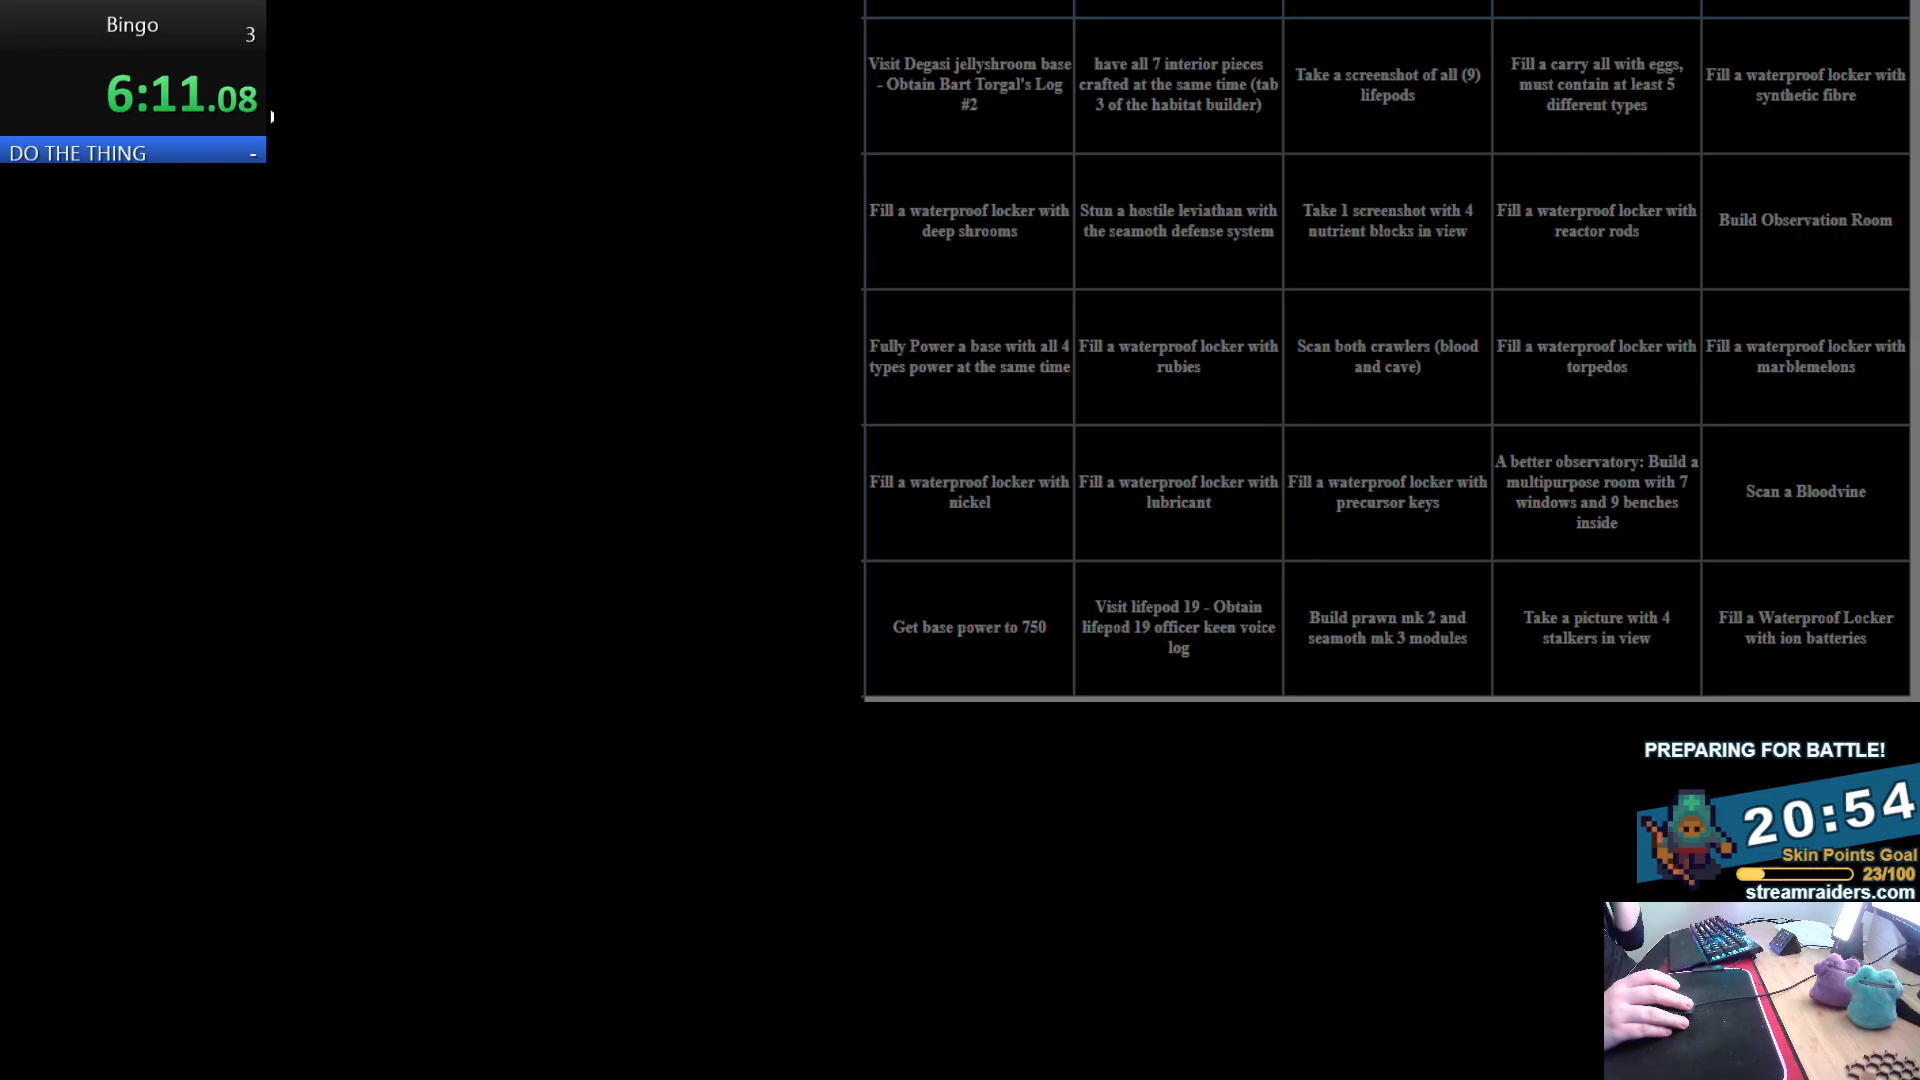 Bingo
3
6:11.08
DO THE THING -
Visit Degasi jellyshroom base
- Obtain Bart Torgal's Log
#2
have all 7 interior pieces
crafted at the same time (tab
3 of the habitat builder)
Take a screenshot of all (9)
lifepods
Fill a carry all with eggs,
must contain at least 5
different types
Fill a waterproof locker with
synthetic fibre
Fill a waterproof locker with
deep shrooms
Stun a hostile leviathan with
the seamoth defense system
Take 1 screenshot with 4
nutrient blocks in view
Fill a waterproof locker with
reactor rods
Build Observation Room
Fully Power a base with all 4
types power at the same time
Fill a waterproof locker with
rubies
Scan both crawlers (blood
and cave)
Fill a waterproof locker with
torpedos
Fill a waterproof locker with
marblemelons
Fill a waterproof locker with
nickel
Fill a waterproof locker with
lubricant
Fill a waterproof locker with
precursor keys
A better observatory: Build a
multipurpose room with 7
windows and 9 benches
inside
Scan a Bloodvine
Get base power to 750
Visit lifepod 19 - Obtain
lifepod 19 officer keen voice
log
Build prawn mk 2 and
seamoth mk 3 modules
Take a picture with 4
stalkers in view
Fill a Waterproof Locker
with ion batteries
PREPARING FOR BATTLE!
20:54
Skin Points Goal
23/100
streamraiders.com